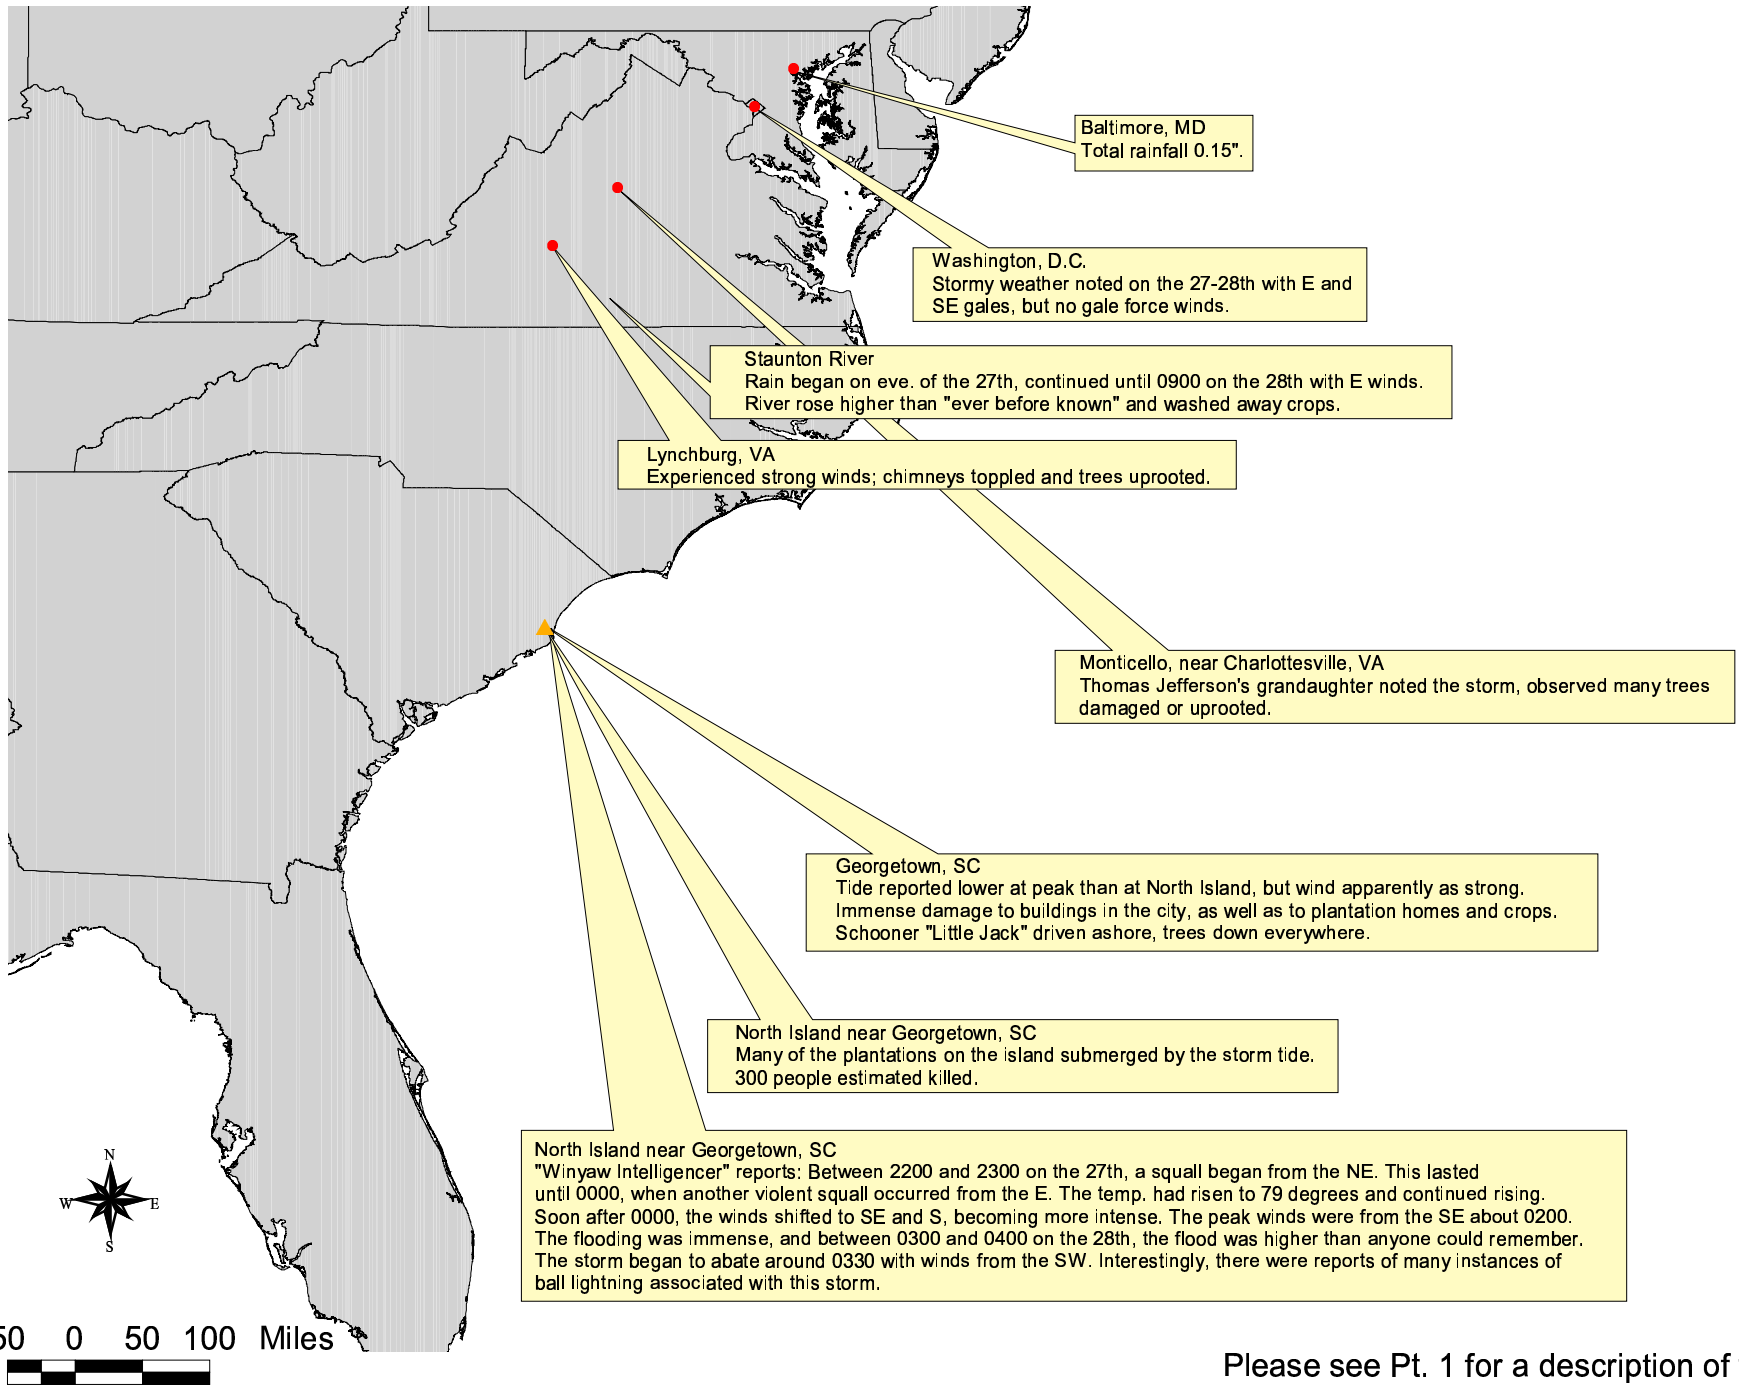 Baltimore, MD
Total rainfall 0.15".
Washington, D.C.
Stormy weather noted on the 27-28th with E and
SE gales, but no gale force winds.
Staunton River
Rain began on eve. of the 27th, continued until 0900 on the 28th with E winds.
River rose higher than "ever before known" and washed away crops.
Lynchburg, VA
Experienced strong winds; chimneys toppled and trees uprooted.
Monticello, near Charlottesville, VA
Thomas Jefferson's grandaughter noted the storm, observed many trees
damaged or uprooted.
Georgetown, SC
Tide reported lower at peak than at North Island, but wind apparently as strong.
Immense damage to buildings in the city, as well as to plantation homes and crops.
Schooner "Little Jack" driven ashore, trees down everywhere.
North Island near Georgetown, SC
Many of the plantations on the island submerged by the storm tide.
300 people estimated killed.
North Island near Georgetown, SC
"Winyaw Intelligencer" reports: Between 2200 and 2300 on the 27th, a squall began from the NE. This lasted
until 0000, when another violent squall occurred from the E. The temp. had risen to 79 degrees and continued rising.
Soon after 0000, the winds shifted to SE and S, becoming more intense. The peak winds were from the SE about 0200.
The flooding was immense, and between 0300 and 0400 on the 28th, the flood was higher than anyone could remember.
The storm began to abate around 0330 with winds from the SW. Interestingly, there were reports of many instances of
ball lightning associated with this storm.
N
W E
S
50 0 50 100 Miles
Please see Pt. 1 for a description of